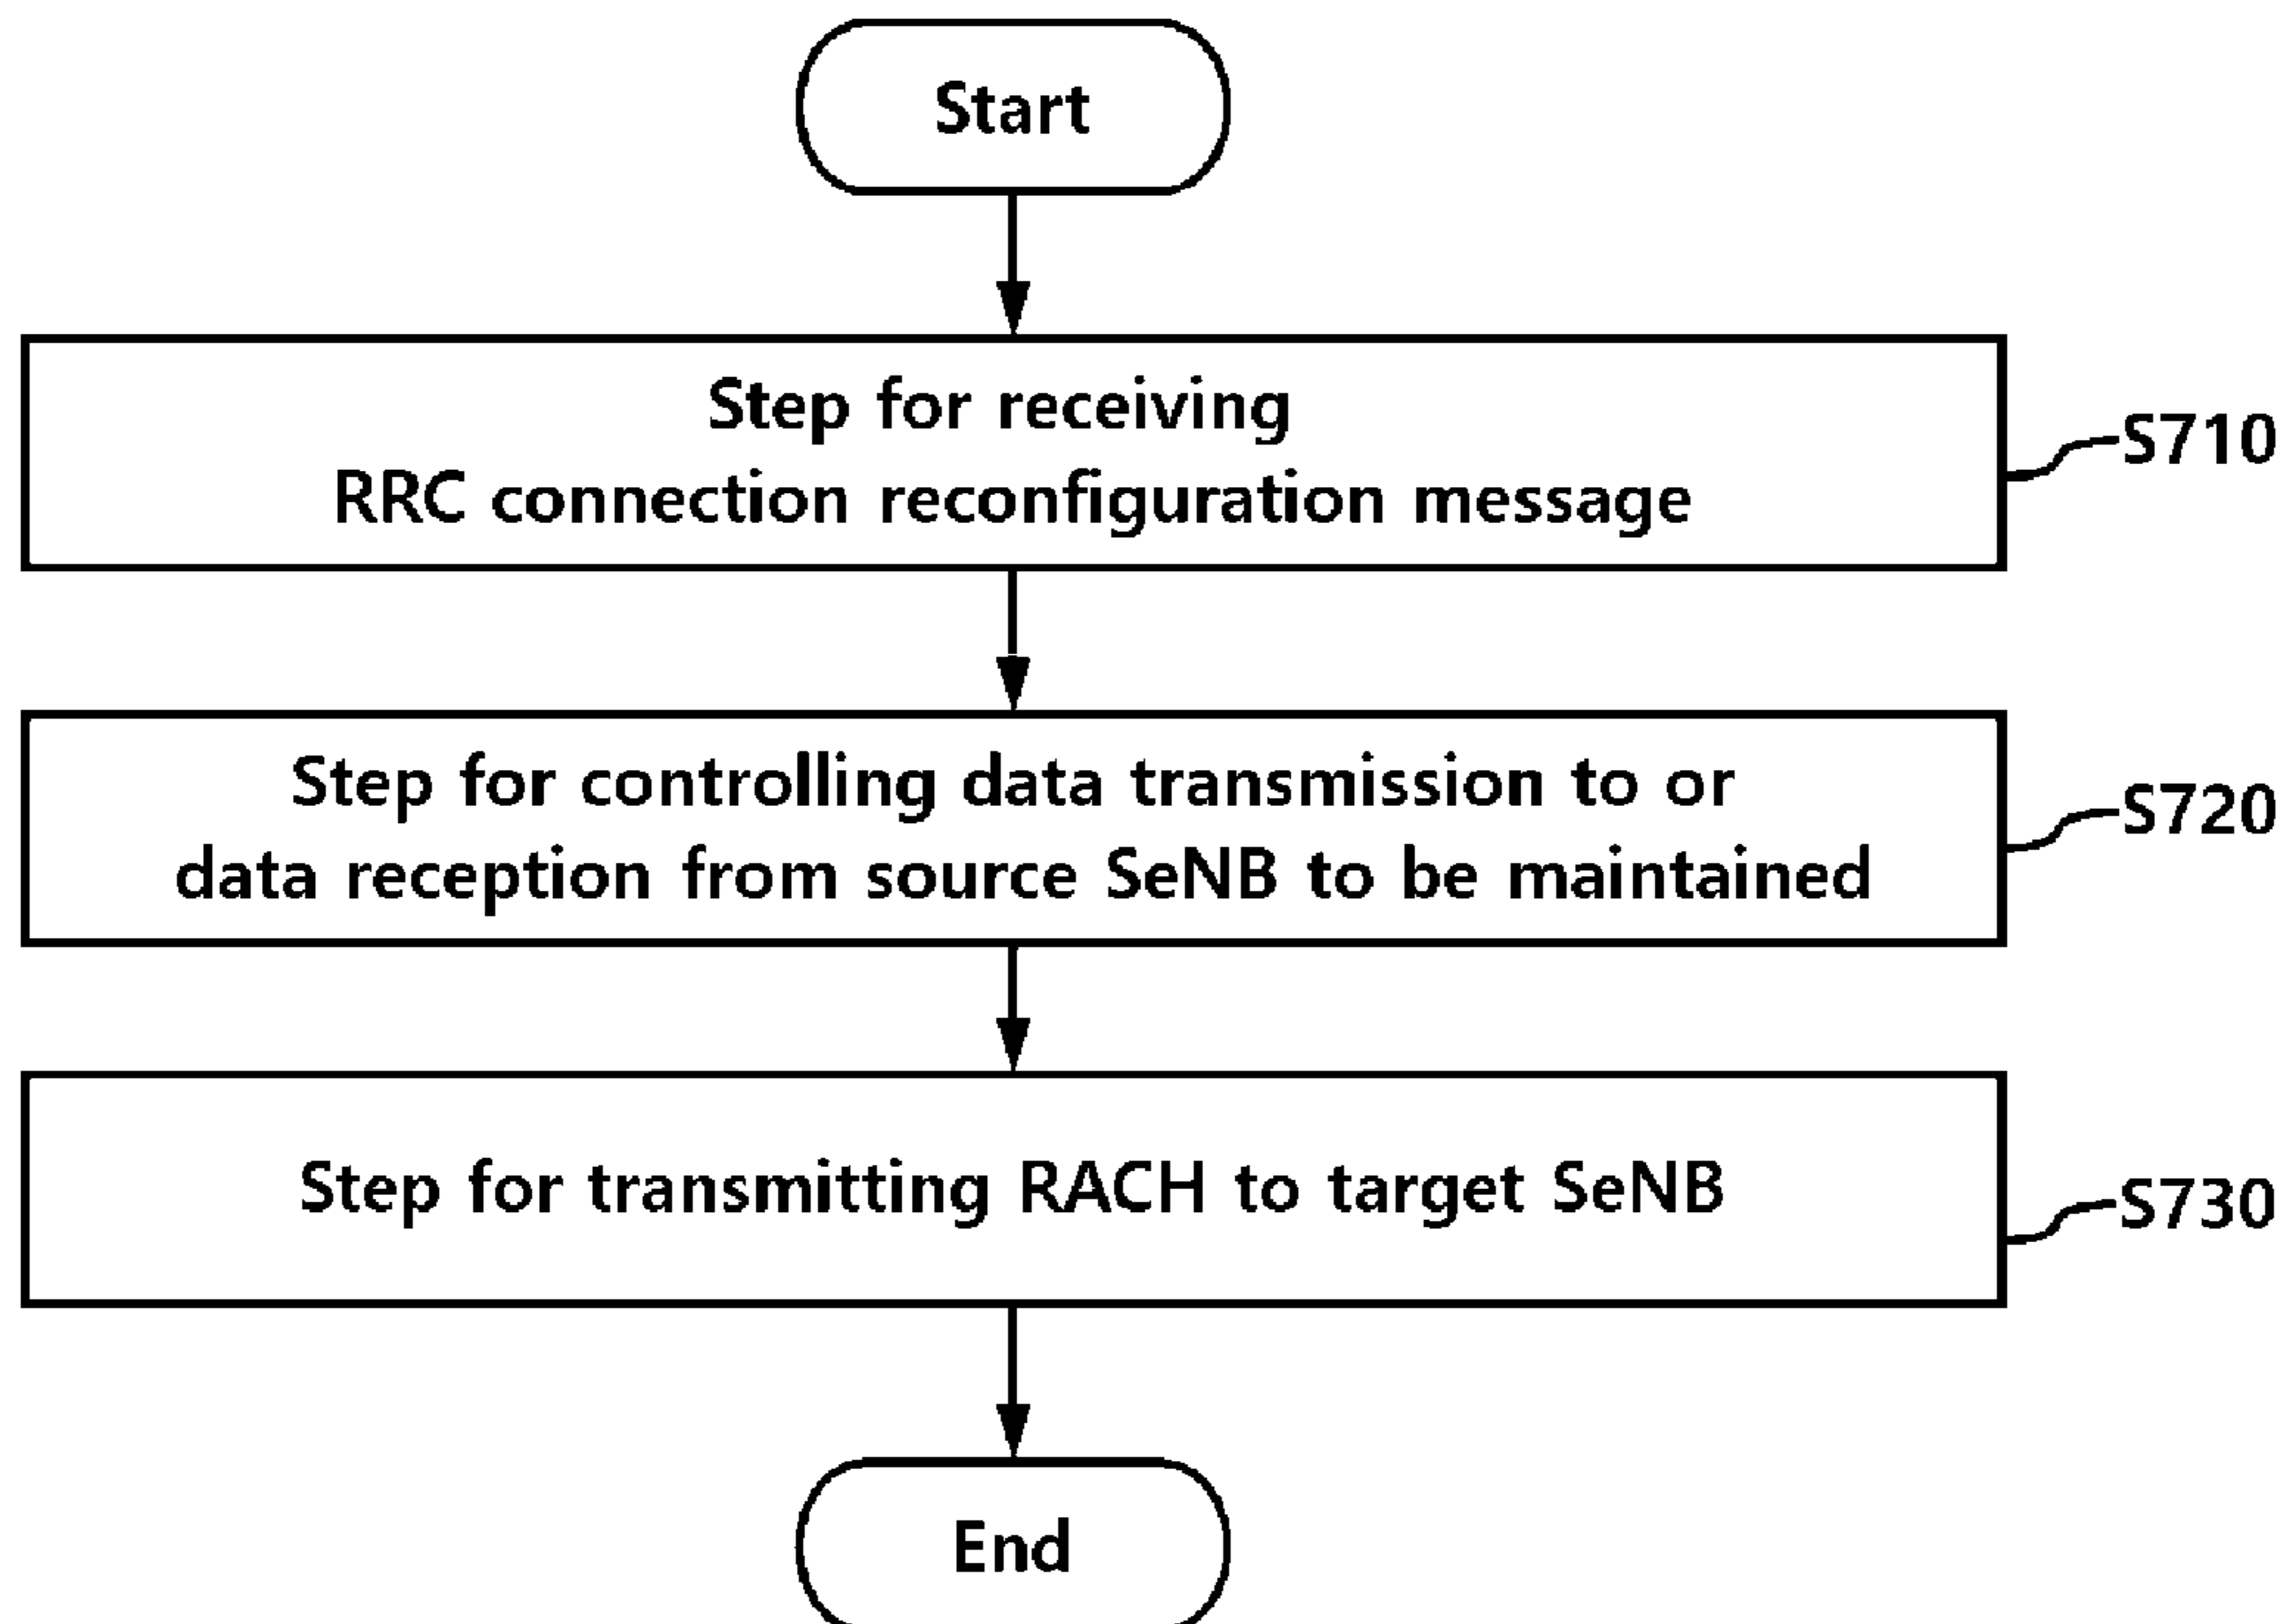 Start
Step for receiving
RRC connection reconfiguration message
S710
Step for controlling data transmission to or
data reception from source SeNB to be maintained
S720
Step for transmitting RACH to target SeNB
S730
End